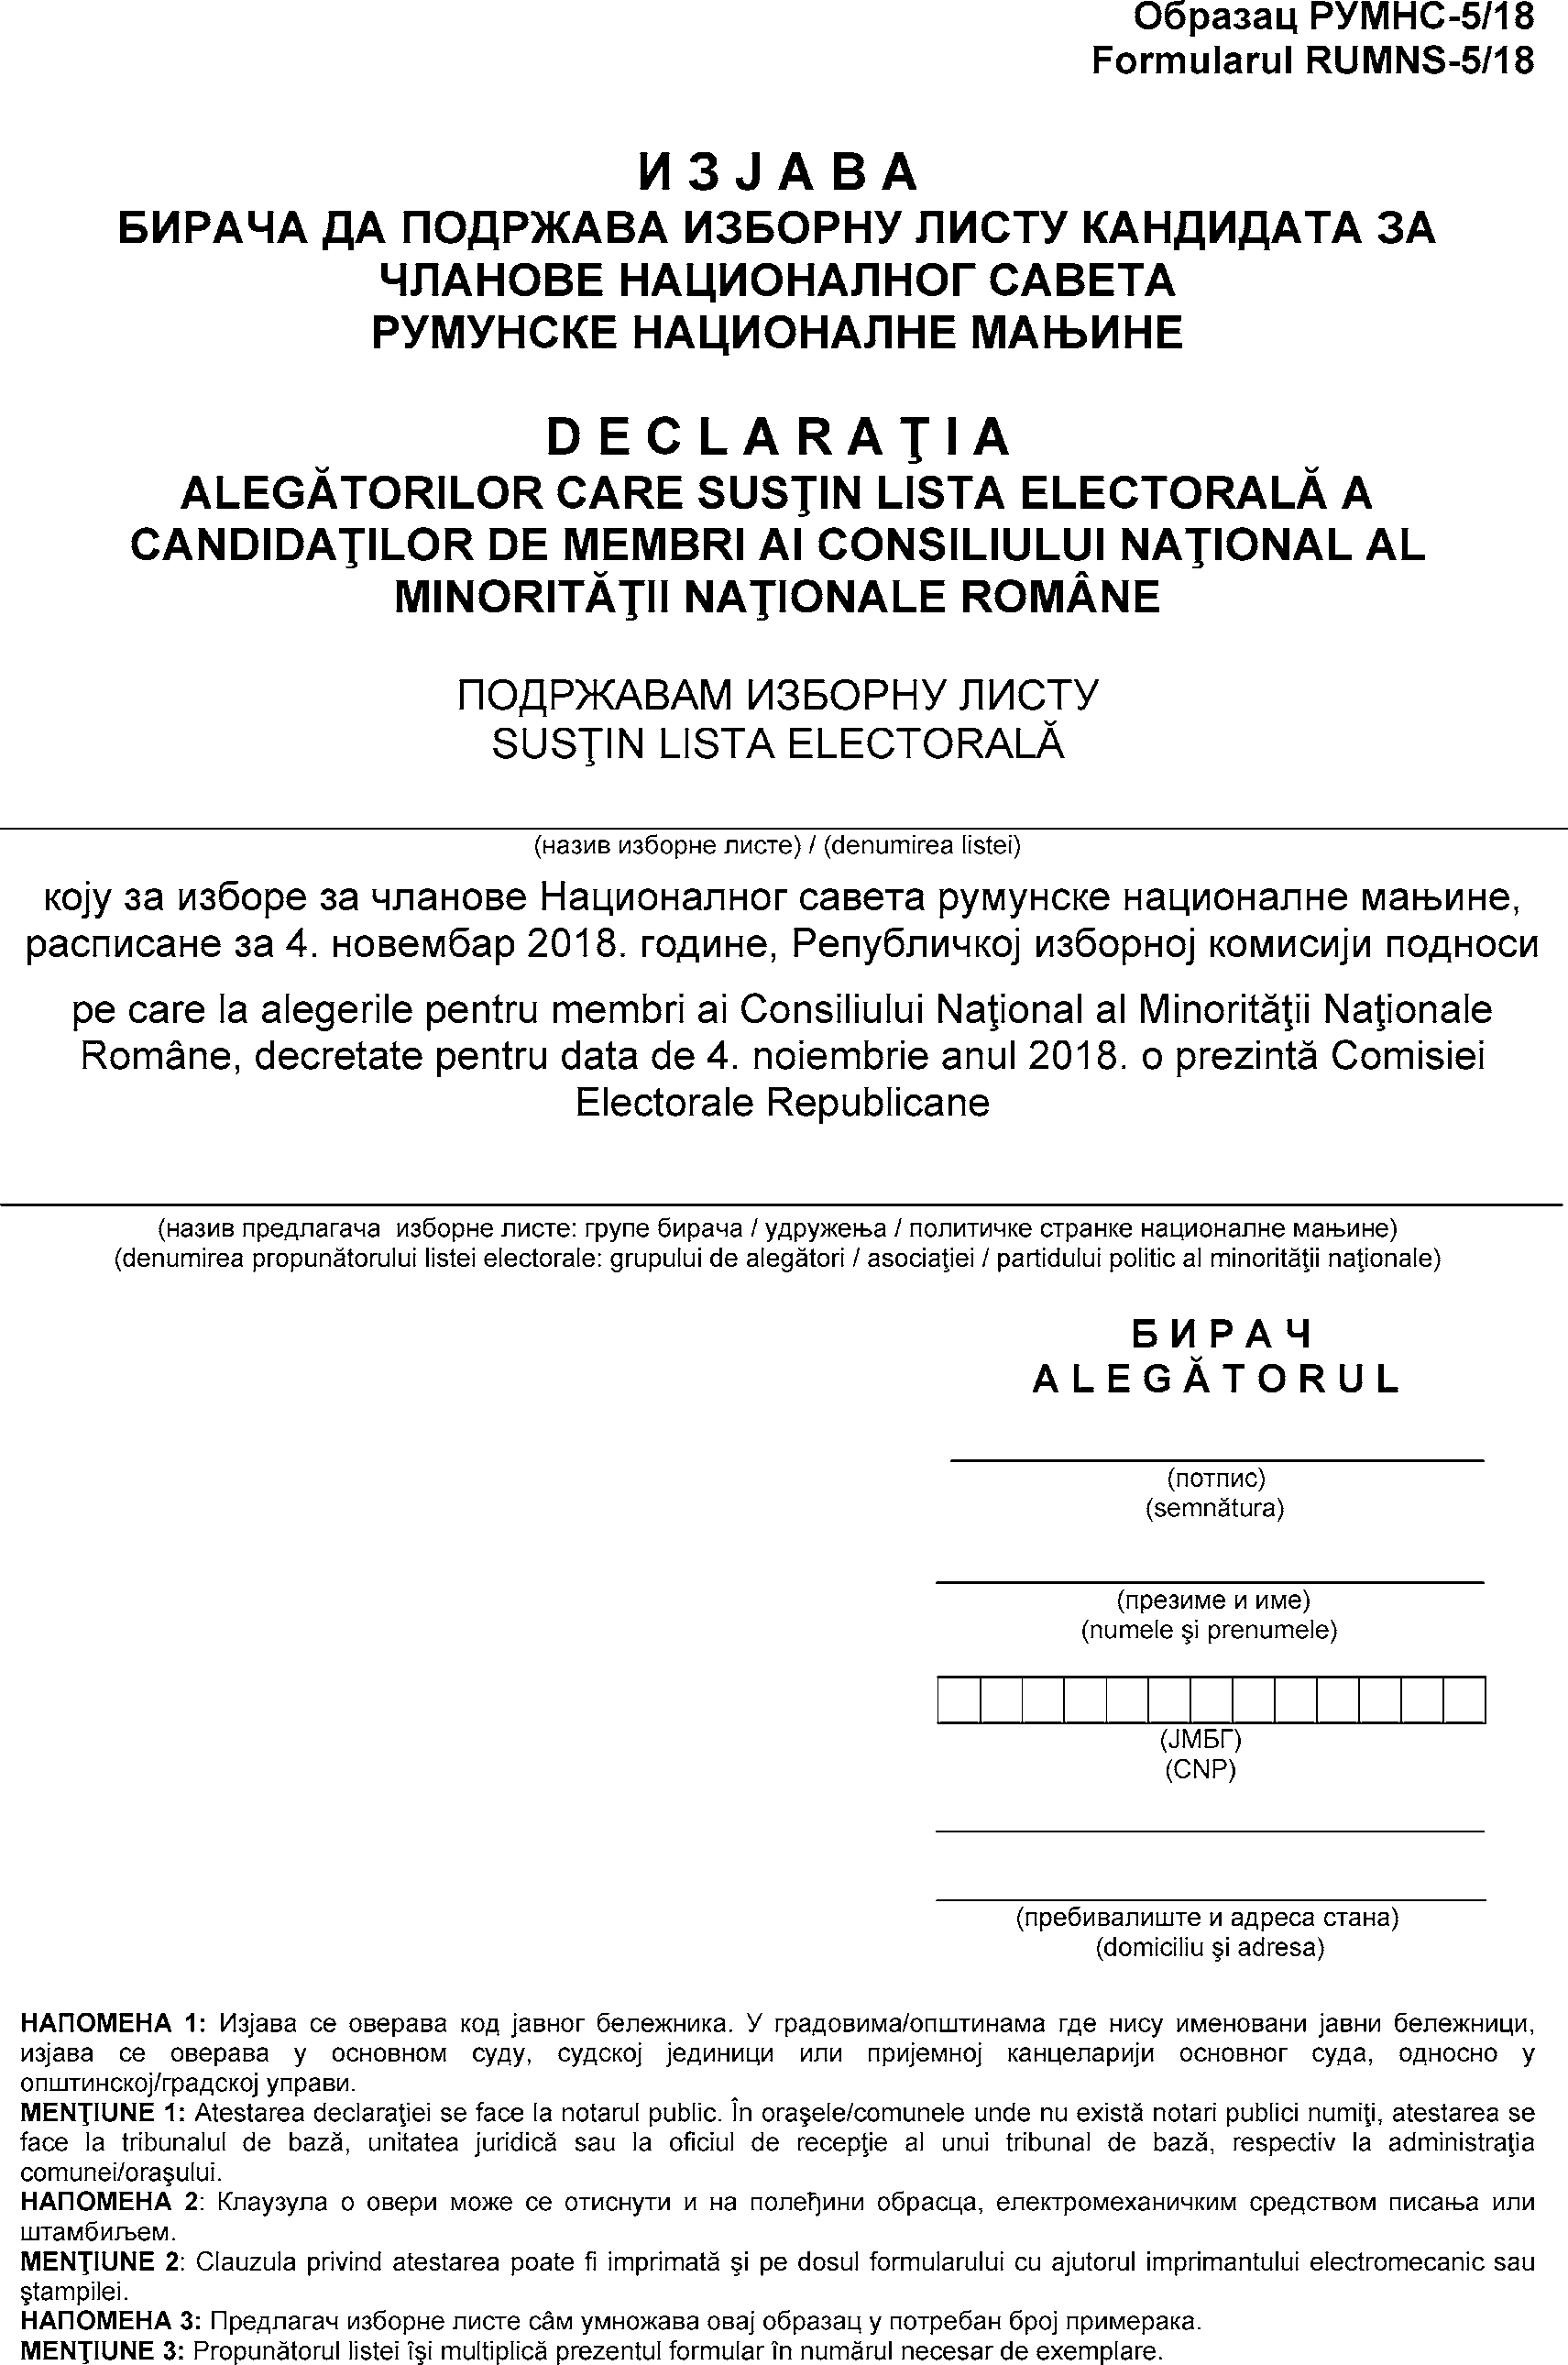 Образац РУМНС-5/18
Formularul RUMNS-5/18
И З Ј А В А
БИРАЧА ДА ПОДРЖАВА ИЗБОРНУ ЛИСТУ КАНДИДАТА ЗА
ЧЛАНОВЕ НАЦИОНАЛНОГ САВЕТА
РУМУНСКЕ НАЦИОНАЛНЕ МАЊИНЕ
D E C L A R A Ţ I A
ALEGĂTORILOR CARE SUSŢIN LISTA ELECTORALĂ A
CANDIDAŢILOR DE MEMBRI AI CONSILIULUI NAŢIONAL AL
MINORITĂŢII NAŢIONALE ROMÂNE
ПОДРЖАВАМ ИЗБОРНУ ЛИСТУ
SUSŢIN LISTA ELECTORALĂ
(назив изборне листе) / (denumirea listei)
коју за изборе за чланове Националног савета румунске националне мањине,
расписане за 4. новембар 2018. године, Републичкој изборној комисији подноси
pe care la alegerile pentru membri ai Consiliului Naţional al Minorităţii Naţionale
Române, decretate pentru data de 4. noiembrie anul 2018. o prezintă Comisiei
Electorale Republicane
(назив предлагача изборне листе: групе бирача / удружења / политичке странке националне мањине)
(denumirea propunătorului listei electorale: grupului de alegători / asociaţiei / partidului politic al minorităţii naţionale)
Б И Р А Ч
A L E G Ă T O R U L
(потпис)
(semnătura)
(презиме и име)
(numele şi prenumele)
(ЈМБГ)
(CNP)
(пребивалиште и адреса стана)
(domiciliu şi adresa)
НАПОМЕНА 1: Изјава се оверава код јавног бележника. У градовима/општинама где нису именовани јавни бележници,
изјава се оверава у основном суду, судској јединици или пријемној канцеларији основног суда, односно у
општинској/градској управи.
MENŢIUNE 1: Atestarea declaraţiei se face la notarul public. În oraşele/comunele unde nu există notari publici numiţi, atestarea se
face la tribunalul de bază, unitatea juridică sau la oficiul de recepţie al unui tribunal de bază, respectiv la administraţia
comunei/oraşului.
НАПОМЕНА 2: Клаузула о овери може се отиснути и на полеђини обрасца, електромеханичким средством писања или
штамбиљем.
MENŢIUNE 2: Clauzula privind atestarea poate fi imprimată şi pe dosul formularului cu ajutorul imprimantului electromecanic sau
ştampilei.
НАПОМЕНА 3: Предлагач изборне листе сâм умножава овај образац у потребан број примерака.
MENŢIUNE 3: Propunătorul listei îşi multiplică prezentul formular în numărul necesar de exemplare.